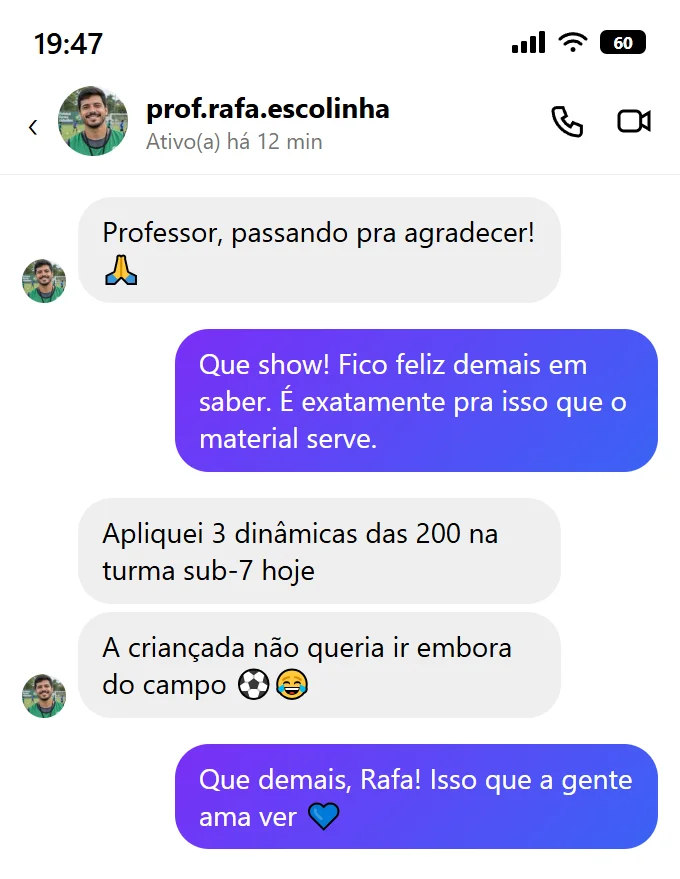 19:47
60
prof.rafa.escolinha
Ativo(a) há 12 min
Professor, passando pra agradecer!
🙏
Que show! Fico feliz demais em
saber. É exatamente pra isso que o
material serve.
Apliquei 3 dinâmicas das 200 na
turma sub-7 hoje
A criançada não queria ir embora
do campo ⚽😂
Que demais, Rafa! Isso que a gente
ama ver 💙